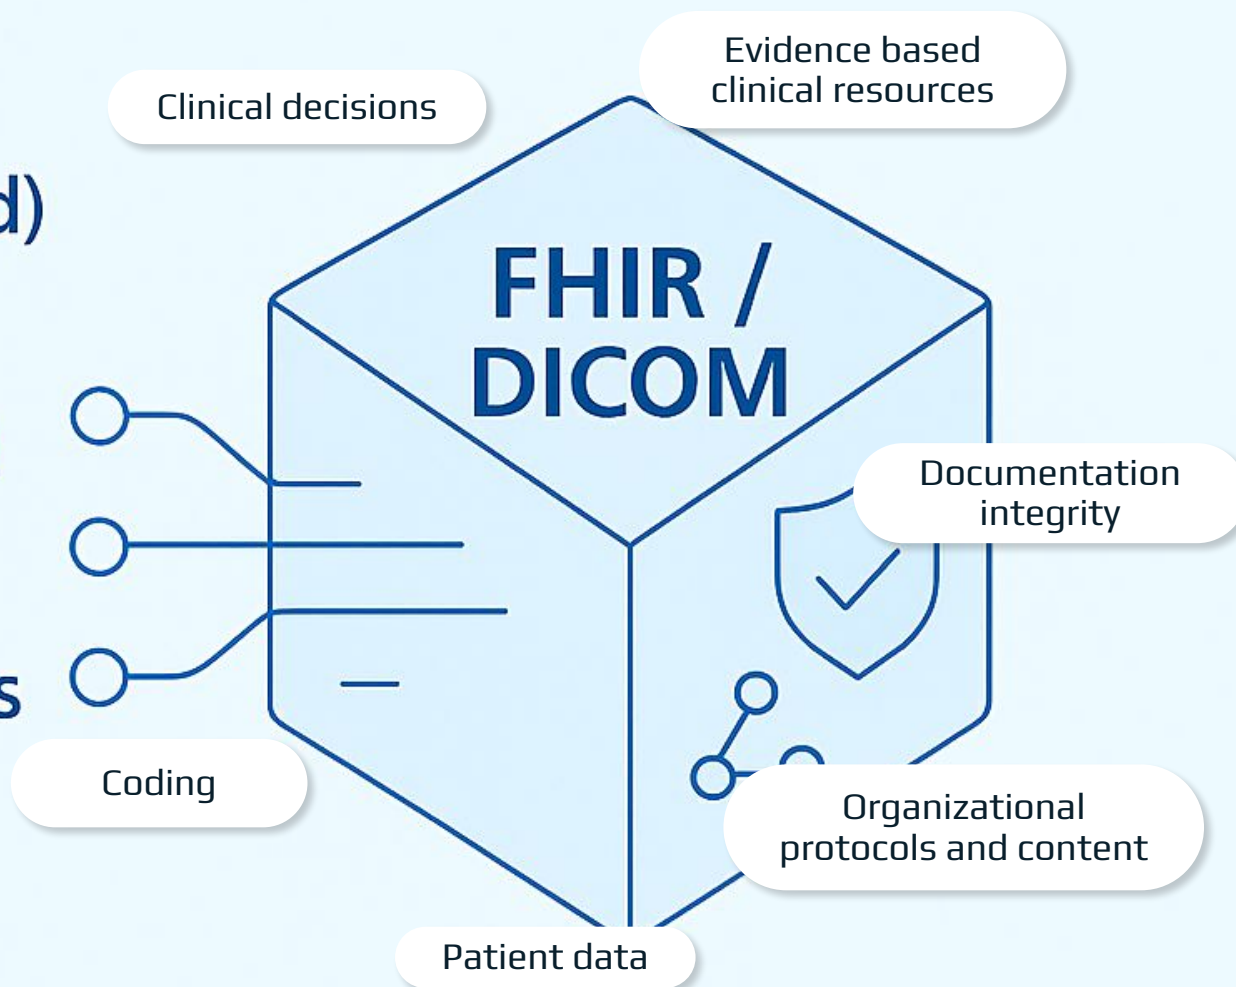 Evidence based
clinical resources
Clinical decisions
d)
FHIR /
DICOM
Documentation
integrity
s
Coding
Organizational
protocols and content
Patient data